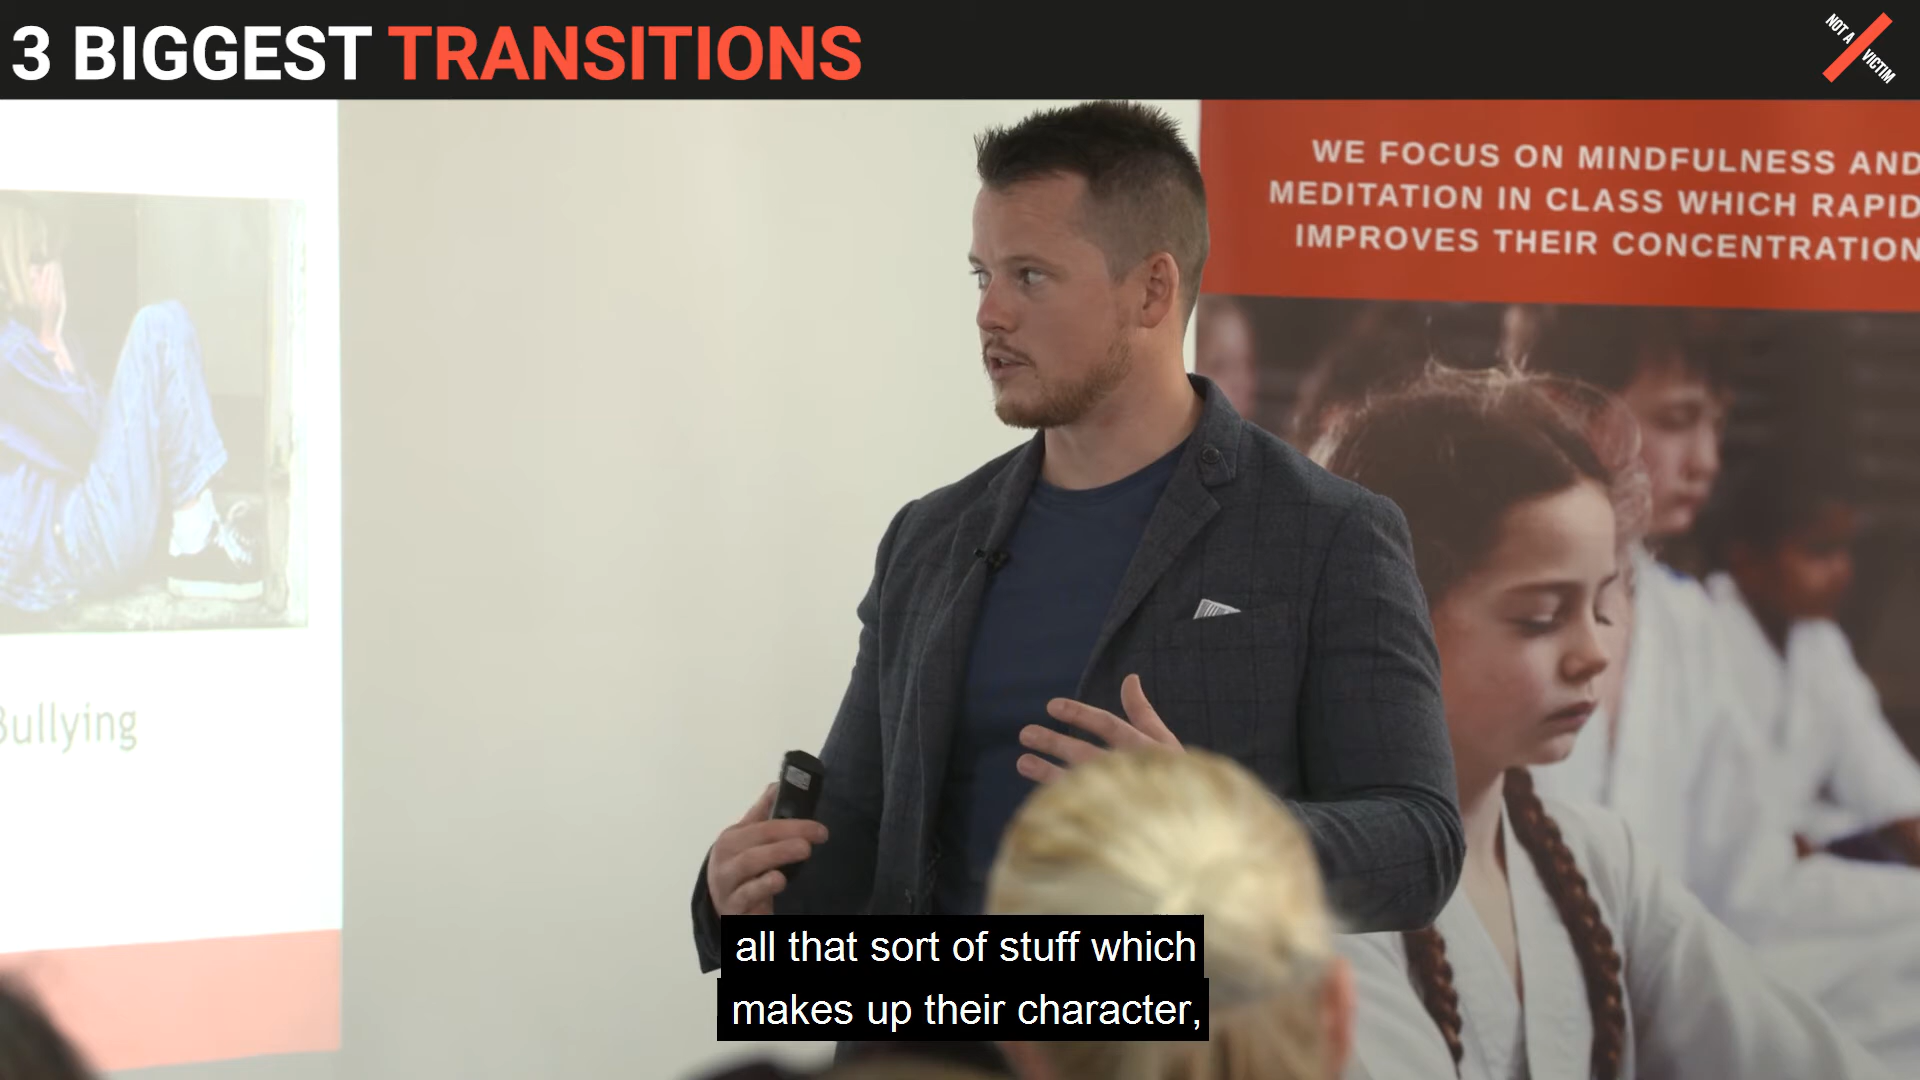 3 BIGGEST TRANSITIONS
NOT A
VICTIM
WE FOCUS ON MINDFULNESS AND
MEDITATION IN CLASS WHICH RAPID
IMPROVES THEIR CONCENTRATION
Bullying
all that sort of stuff which
makes up their character,